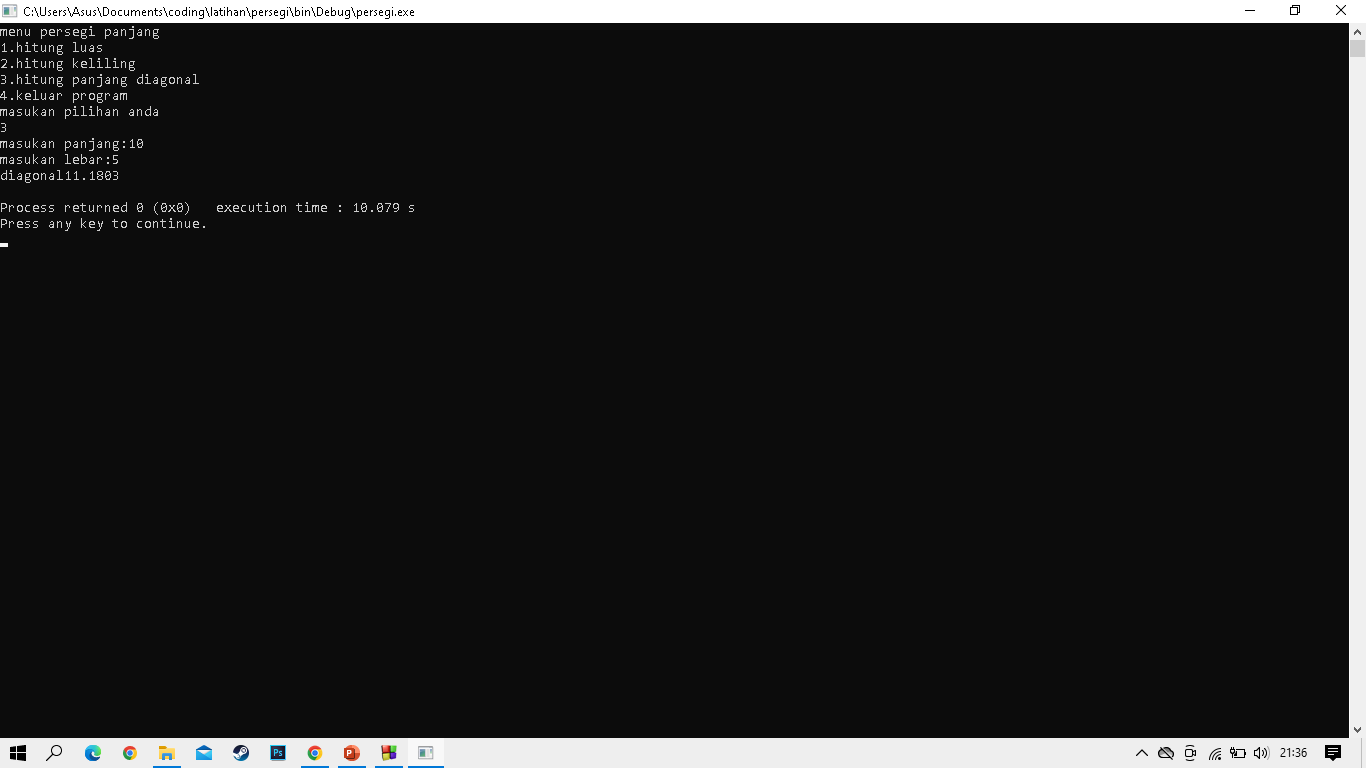 C:\Users\Asus\Documents\coding\latihan\persegi\bin\Debug\persegi.exe
menu persegi panjang
1.hitung luas
2.hitung keliling
3.hitung panjang diagonal
4.keluar program
masukan pilihan anda
3
masukan panjang:10
masukan lebar:5
diagonal11.1803
Process returned 0 (0x0)   execution time : 10.079 s
Press any key to continue.
Ps
P
21:36